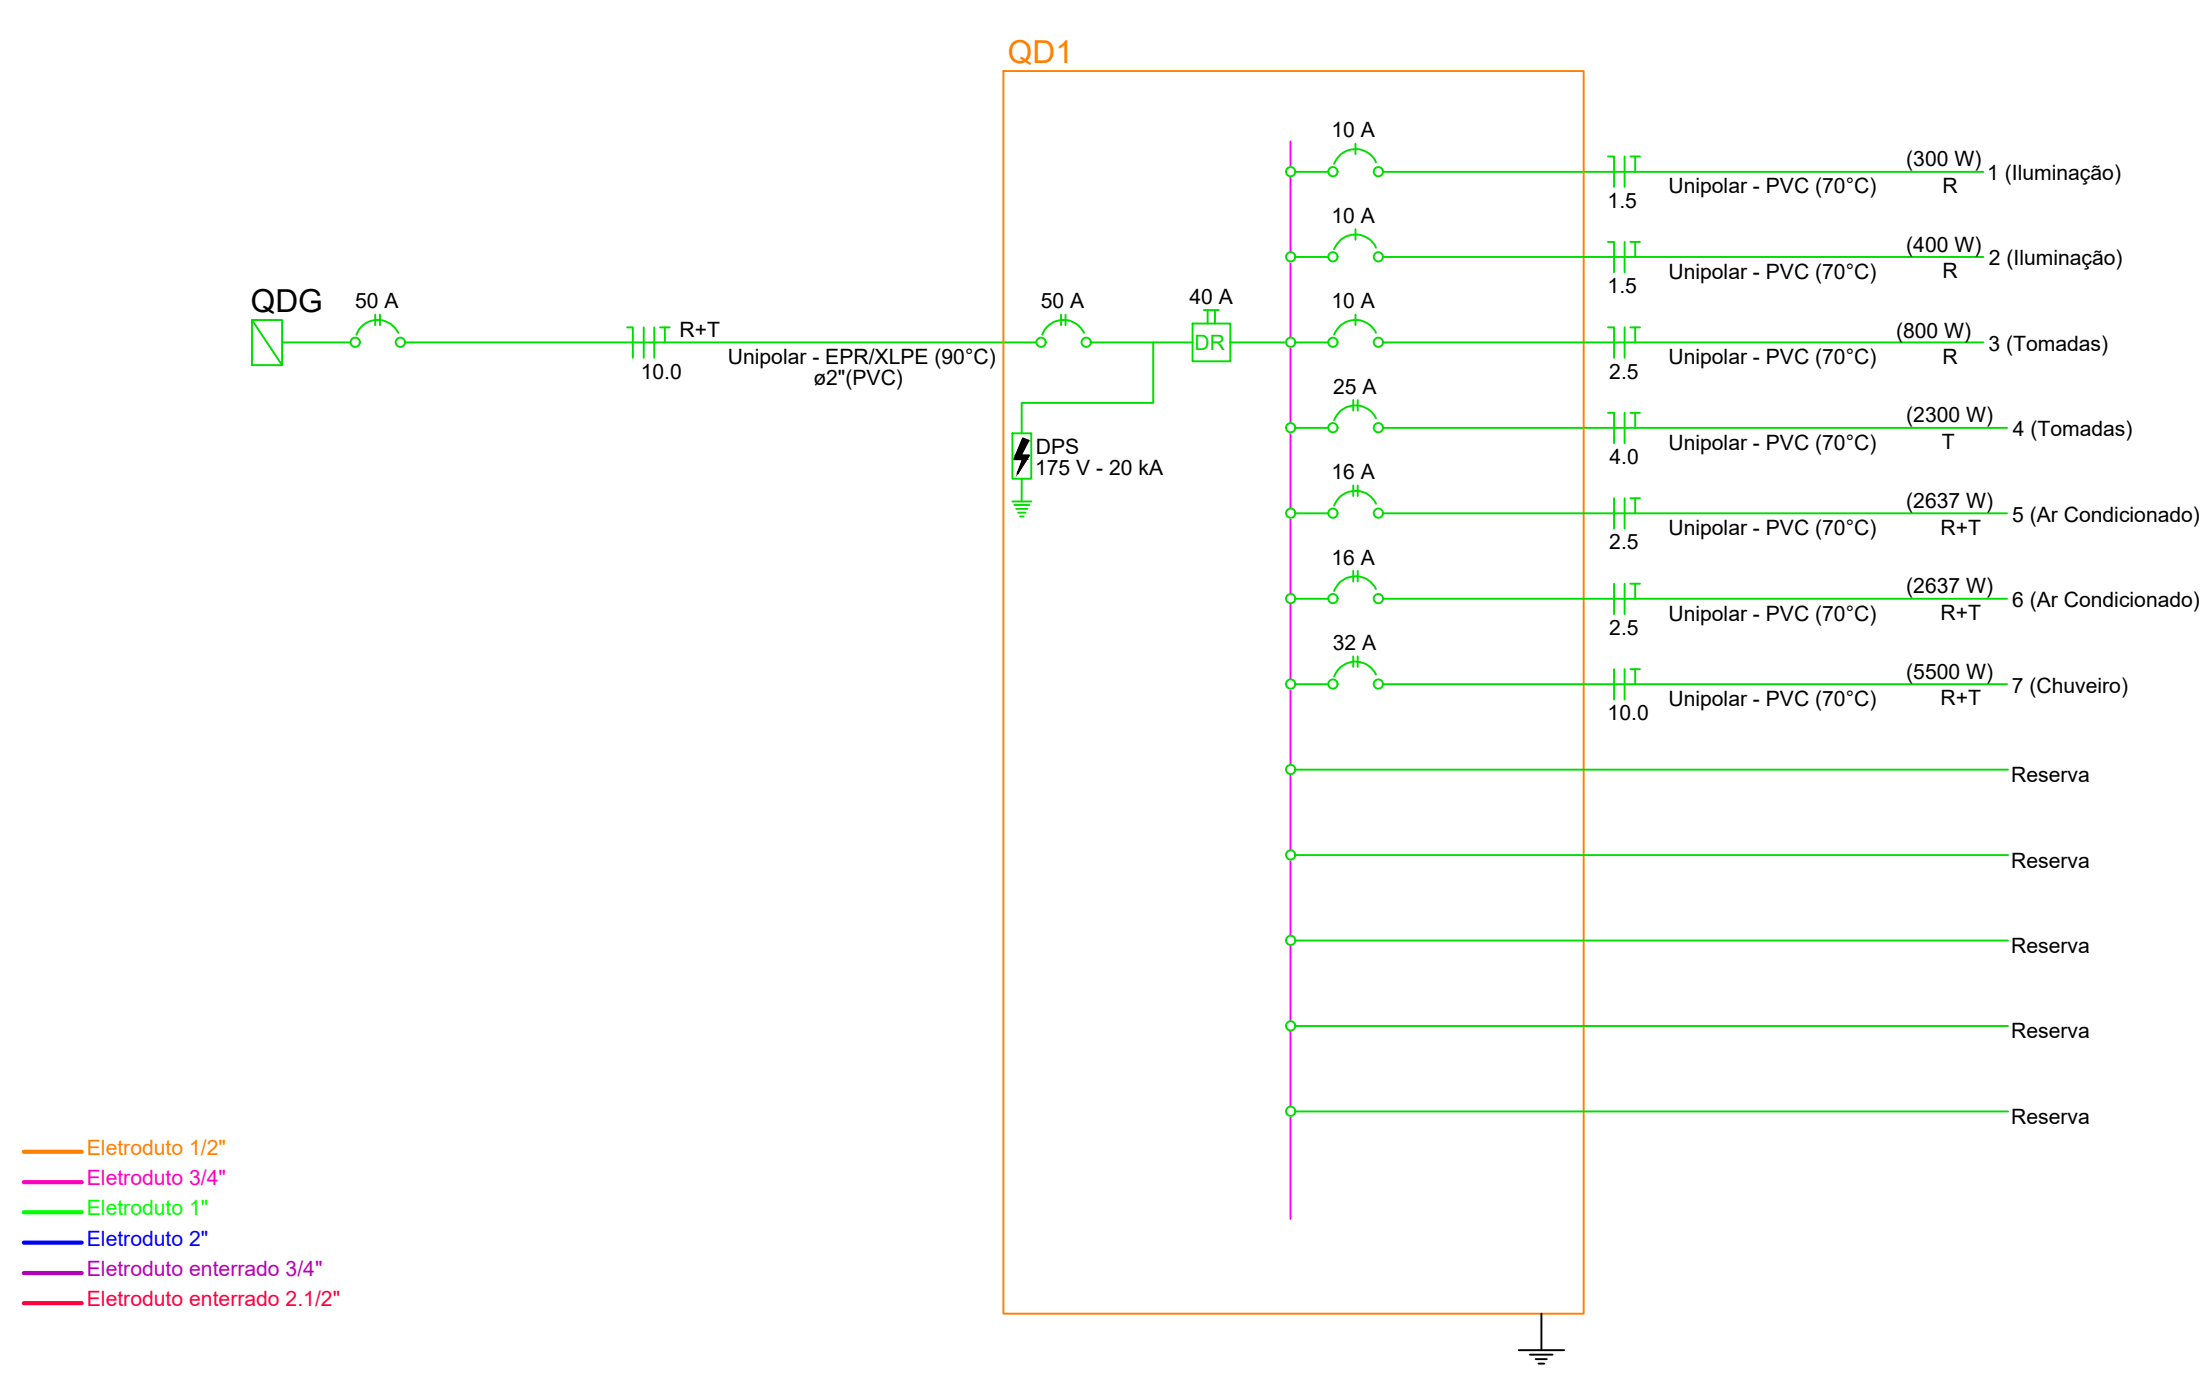 QD1
10 A
(300 W)
1 (Iluminação)
Unipolar - PVC (70°C)
R
1.5
10 A
(400 W)
2 (Iluminação)
Unipolar - PVC (70°C)
R
1.5
QDG
50 A
R+T
Unipolar - EPR/XLPE (90°C)
ø2"(PVC)
10.0
50 A
40 A
DR
DPS
175 V - 20 kA
10 A
(800 W)
3 (Tomadas)
Unipolar - PVC (70°C)
R
2.5
25 A
(2300 W)
4 (Tomadas)
Unipolar - PVC (70°C)
T
4.0
16 A
(2637 W)
5 (Ar Condicionado)
Unipolar - PVC (70°C)
R+T
2.5
16 A
(2637 W)
6 (Ar Condicionado)
Unipolar - PVC (70°C)
R+T
2.5
32 A
(5500 W)
7 (Chuveiro)
Unipolar - PVC (70°C)
R+T
10.0
Reserva
Reserva
Reserva
Reserva
Reserva
Eletroduto 1/2"
Eletroduto 3/4"
Eletroduto 1"
Eletroduto 2"
Eletroduto enterrado 3/4"
Eletroduto enterrado 2.1/2"